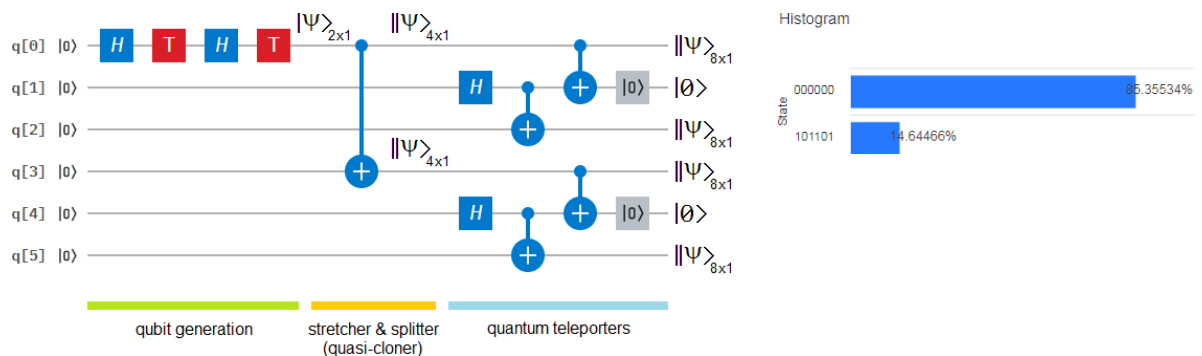 |Ψ⟩2x1 ‖Ψ⟩4x1
q[0] |0⟩ H T H T ‖Ψ⟩8x1
q[1] |0⟩ H |0⟩ |0⟩
q[2] |0⟩ ‖Ψ⟩8x1
‖Ψ⟩4x1
q[3] |0⟩ ‖Ψ⟩8x1
q[4] |0⟩ H |0⟩ |0⟩
q[5] |0⟩ ‖Ψ⟩8x1
qubit generation
stretcher & splitter
(quasi-cloner)
quantum teleporters
Histogram
State
000000 85.35534%
101101 14.64466%